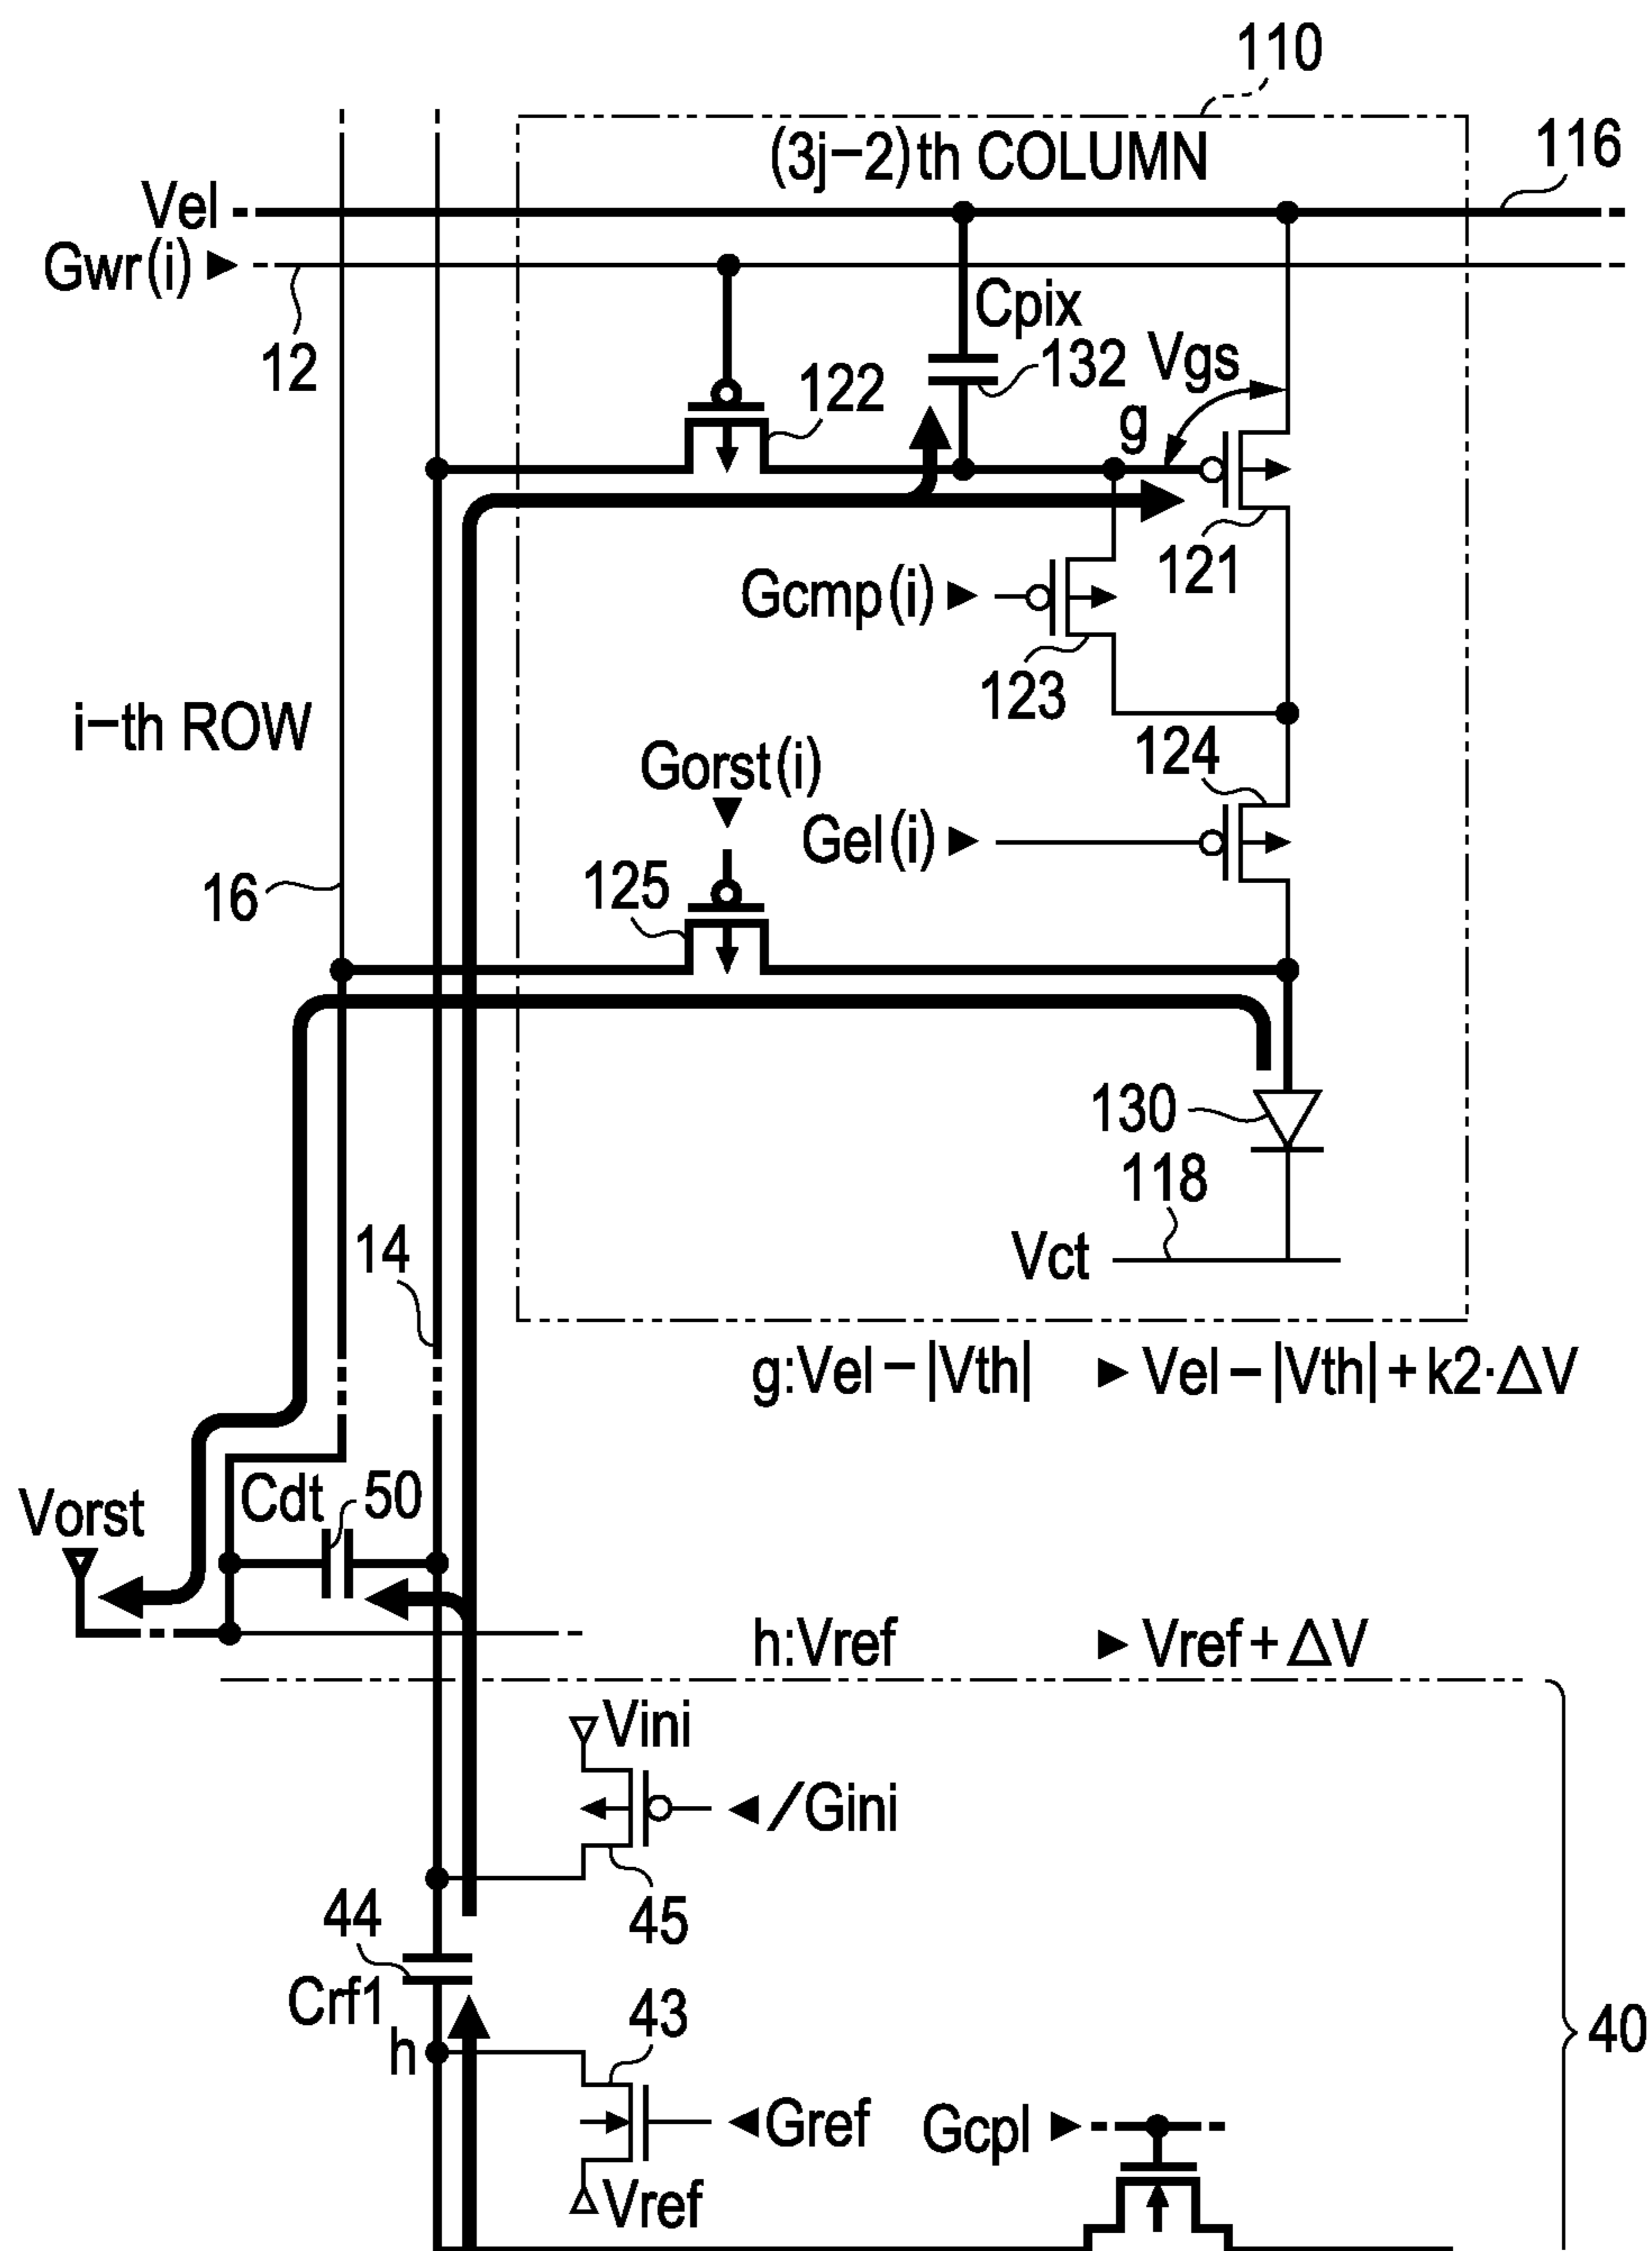 110
(3j-2)th COLUMN
116
Vel
Gwr(i)
12
Cpix
132
Vgs
122
g
121
Gcmp(i)
123
i-th ROW
124
Gorst(i)
Gel(i)
16
125
130
118
14
Vct
g:Vel-|Vth| ► Vel-|Vth|+k2·ΔV
Cdt
50
Vorst
h:Vref ► Vref+ΔV
Vini
/Gini
44
45
Crf1
43
40
h
Gref
Gcpl
Vref